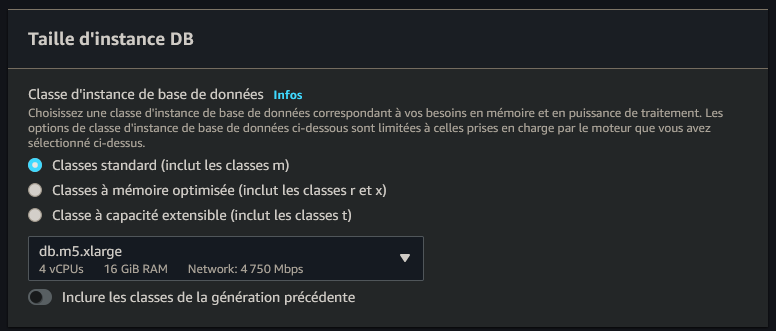 Taille d'instance DB
Classe d'instance de base de données Infos
Choisissez une classe d'instance de base de données correspondant à vos besoins en mémoire et en puissance de traitement. Les
options de classe d'instance de base de données ci-dessous sont limitées à celles prises en charge par le moteur que vous avez
sélectionné ci-dessus.
Classes standard (inclut les classes m)
Classes à mémoire optimisée (inclut les classes r et x)
Classe à capacité extensible (inclut les classes t)
db.m5.xlarge
4 vCPUs 16 GiB RAM Network: 4 750 Mbps
Inclure les classes de la génération précédente